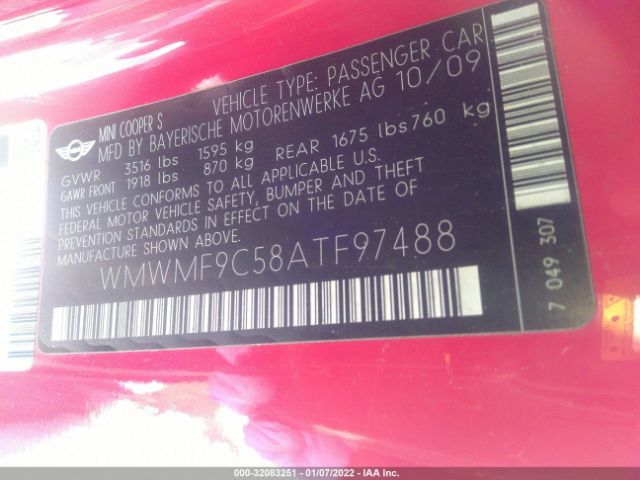 MINI COOPER S VEHICLE TYPE: PASSENGER CAR
MFD BY BAYERISCHE MOTORENWERKE AG 10/09
GVWR 3516 lbs 1595 kg
GAWR FRONT 1918 lbs 870 kg REAR 1675 lbs 760 kg
THIS VEHICLE CONFORMS TO ALL APPLICABLE U.S.
FEDERAL MOTOR VEHICLE SAFETY, BUMPER AND THEFT
PREVENTION STANDARDS IN EFFECT ON THE DATE OF
MANUFACTURE SHOWN ABOVE.
WMWMF9C58ATF97488
7 049 307
000-32083251 - 01/07/2022 - IAA Inc.